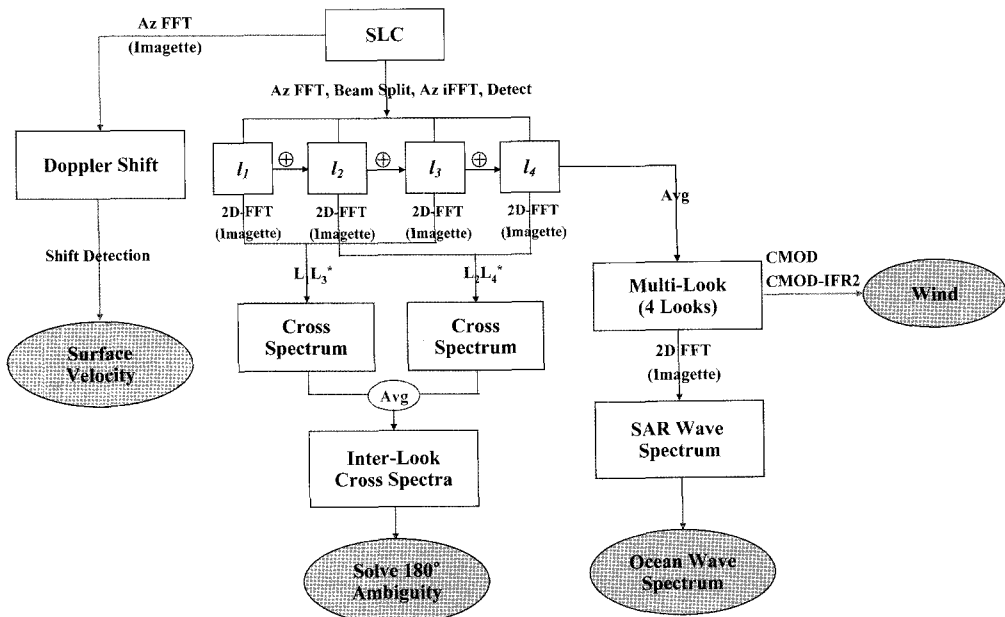 Az FFT
(Imagette)
SLC
Az FFT, Beam Split, Az iFFT, Detect
Doppler Shift
l1 ⊕ l2 ⊕ l3 ⊕ l4
2D-FFT 2D-FFT 2D-FFT 2D-FFT
(Imagette) (Imagette) (Imagette) (Imagette)
Avg
Shift Detection
L L3* L2L4*
CMOD
CMOD-IFR2
Multi-Look
(4 Looks)
Wind
Cross
Spectrum
Cross
Spectrum
Surface
Velocity
2D FFT
(Imagette)
Avg
SAR Wave
Spectrum
Inter-Look
Cross Spectra
Solve 180°
Ambiguity
Ocean Wave
Spectrum